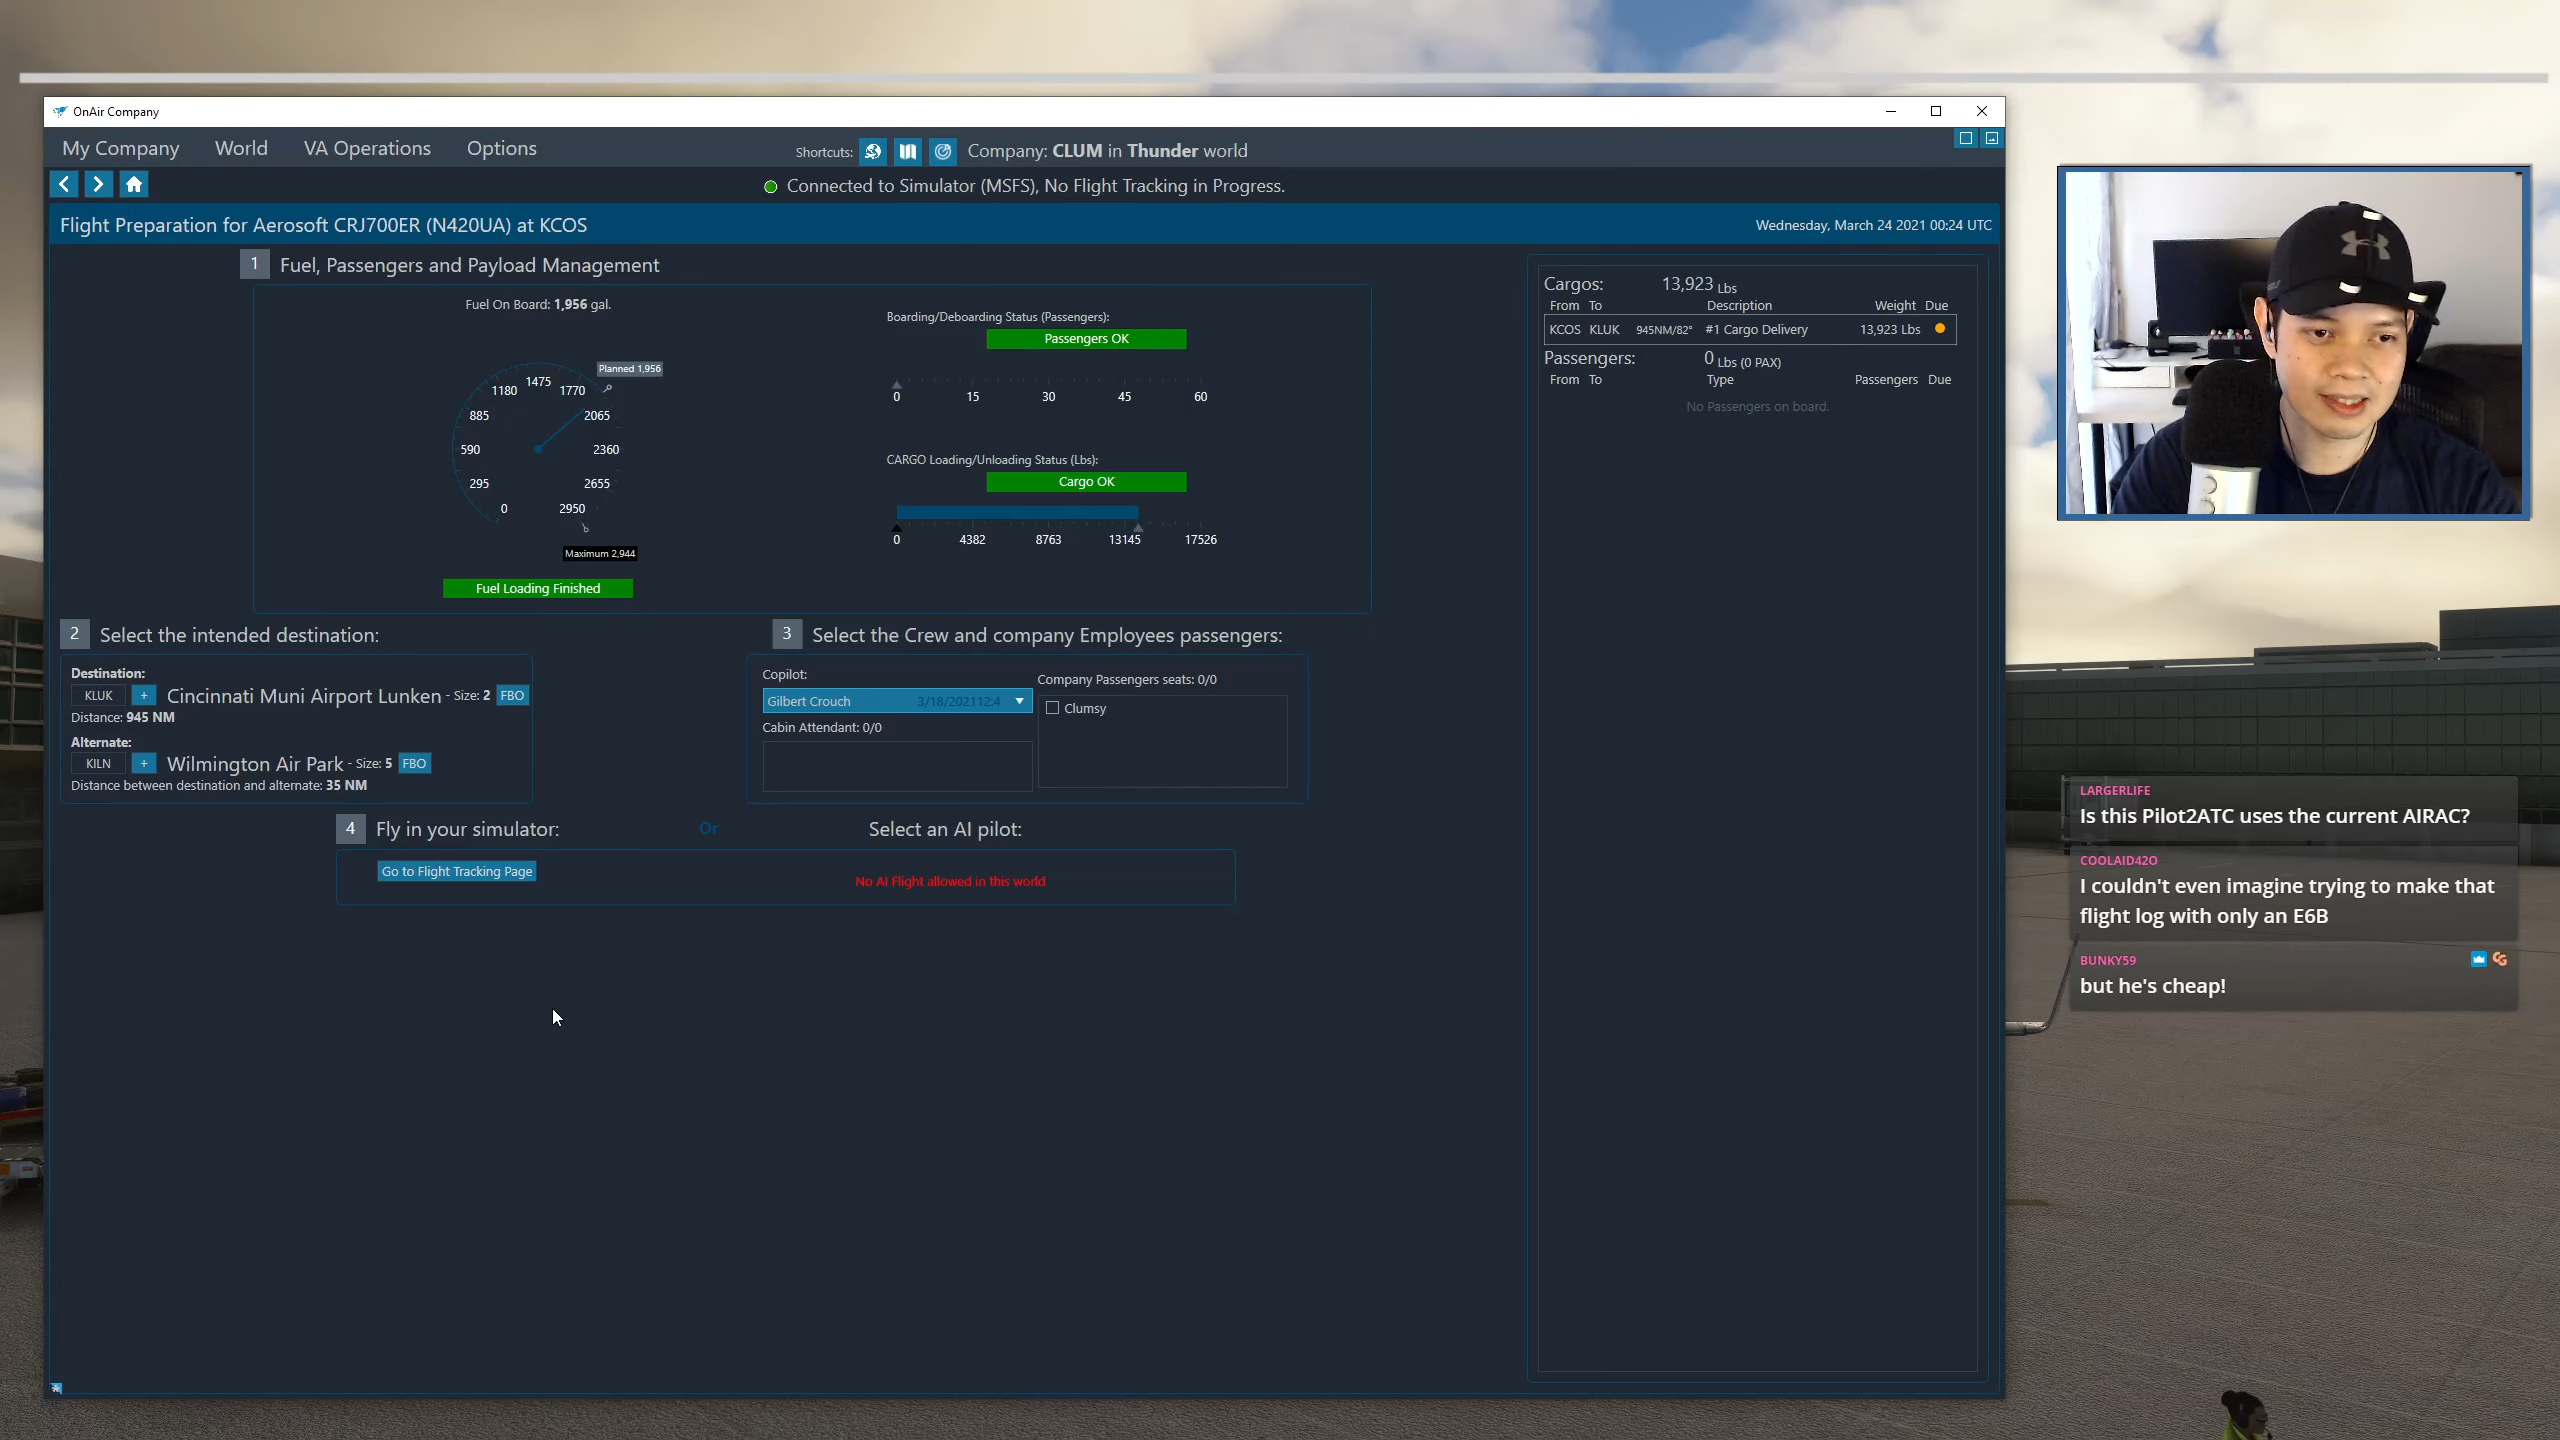 OnAir Company
My Company World VA Operations Options
Shortcuts: Company: CLUM in Thunder world
Connected to Simulator (MSFS), No Flight Tracking in Progress.
Flight Preparation for Aerosoft CRJ700ER (N420UA) at KCOS
Wednesday, March 24 2021 00:24 UTC
1 Fuel, Passengers and Payload Management
Fuel On Board: 1,956 gal.
Planned 1,956
0 295 590 885 1180 1475 1770 2065 2360 2655 2950
Maximum 2,944
Fuel Loading Finished
Boarding/Deboarding Status (Passengers):
Passengers OK
0 15 30 45 60
CARGO Loading/Unloading Status (Lbs):
Cargo OK
0 4382 8763 13145 17526
Cargos: 13,923 Lbs
From To Description Weight Due
KCOS KLUK 945NM/82° #1 Cargo Delivery 13,923 Lbs
Passengers: 0 Lbs (0 PAX)
From To Type Passengers Due
No Passengers on board.
2 Select the intended destination:
Destination:
KLUK + Cincinnati Muni Airport Lunken - Size: 2 FBO
Distance: 945 NM
Alternate:
KILN + Wilmington Air Park - Size: 5 FBO
Distance between destination and alternate: 35 NM
3 Select the Crew and company Employees passengers:
Copilot:
Gilbert Crouch 3/18/202112:4
Cabin Attendant: 0/0
Company Passengers seats: 0/0
Clumsy
4 Fly in your simulator: Or Select an AI pilot:
Go to Flight Tracking Page
No AI Flight allowed in this world
LARGERLIFE
Is this Pilot2ATC uses the current AIRAC?
COOLAID42O
I couldn't even imagine trying to make that
flight log with only an E6B
BUNKY59
but he's cheap!